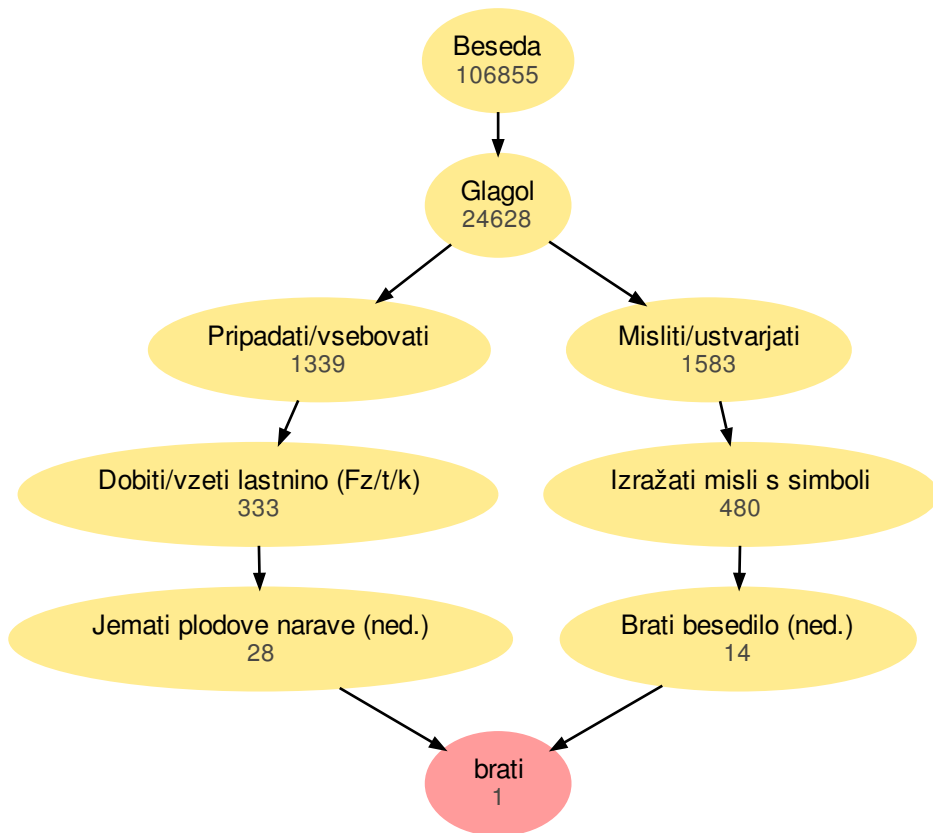 Beseda
106855
Glagol
24628
Pripadati/vsebovati
1339
Misliti/ustvarjati
1583
Dobiti/vzeti lastnino (Fz/t/k)
333
Izražati misli s simboli
480
Jemati plodove narave (ned.)
28
Brati besedilo (ned.)
14
brati
1